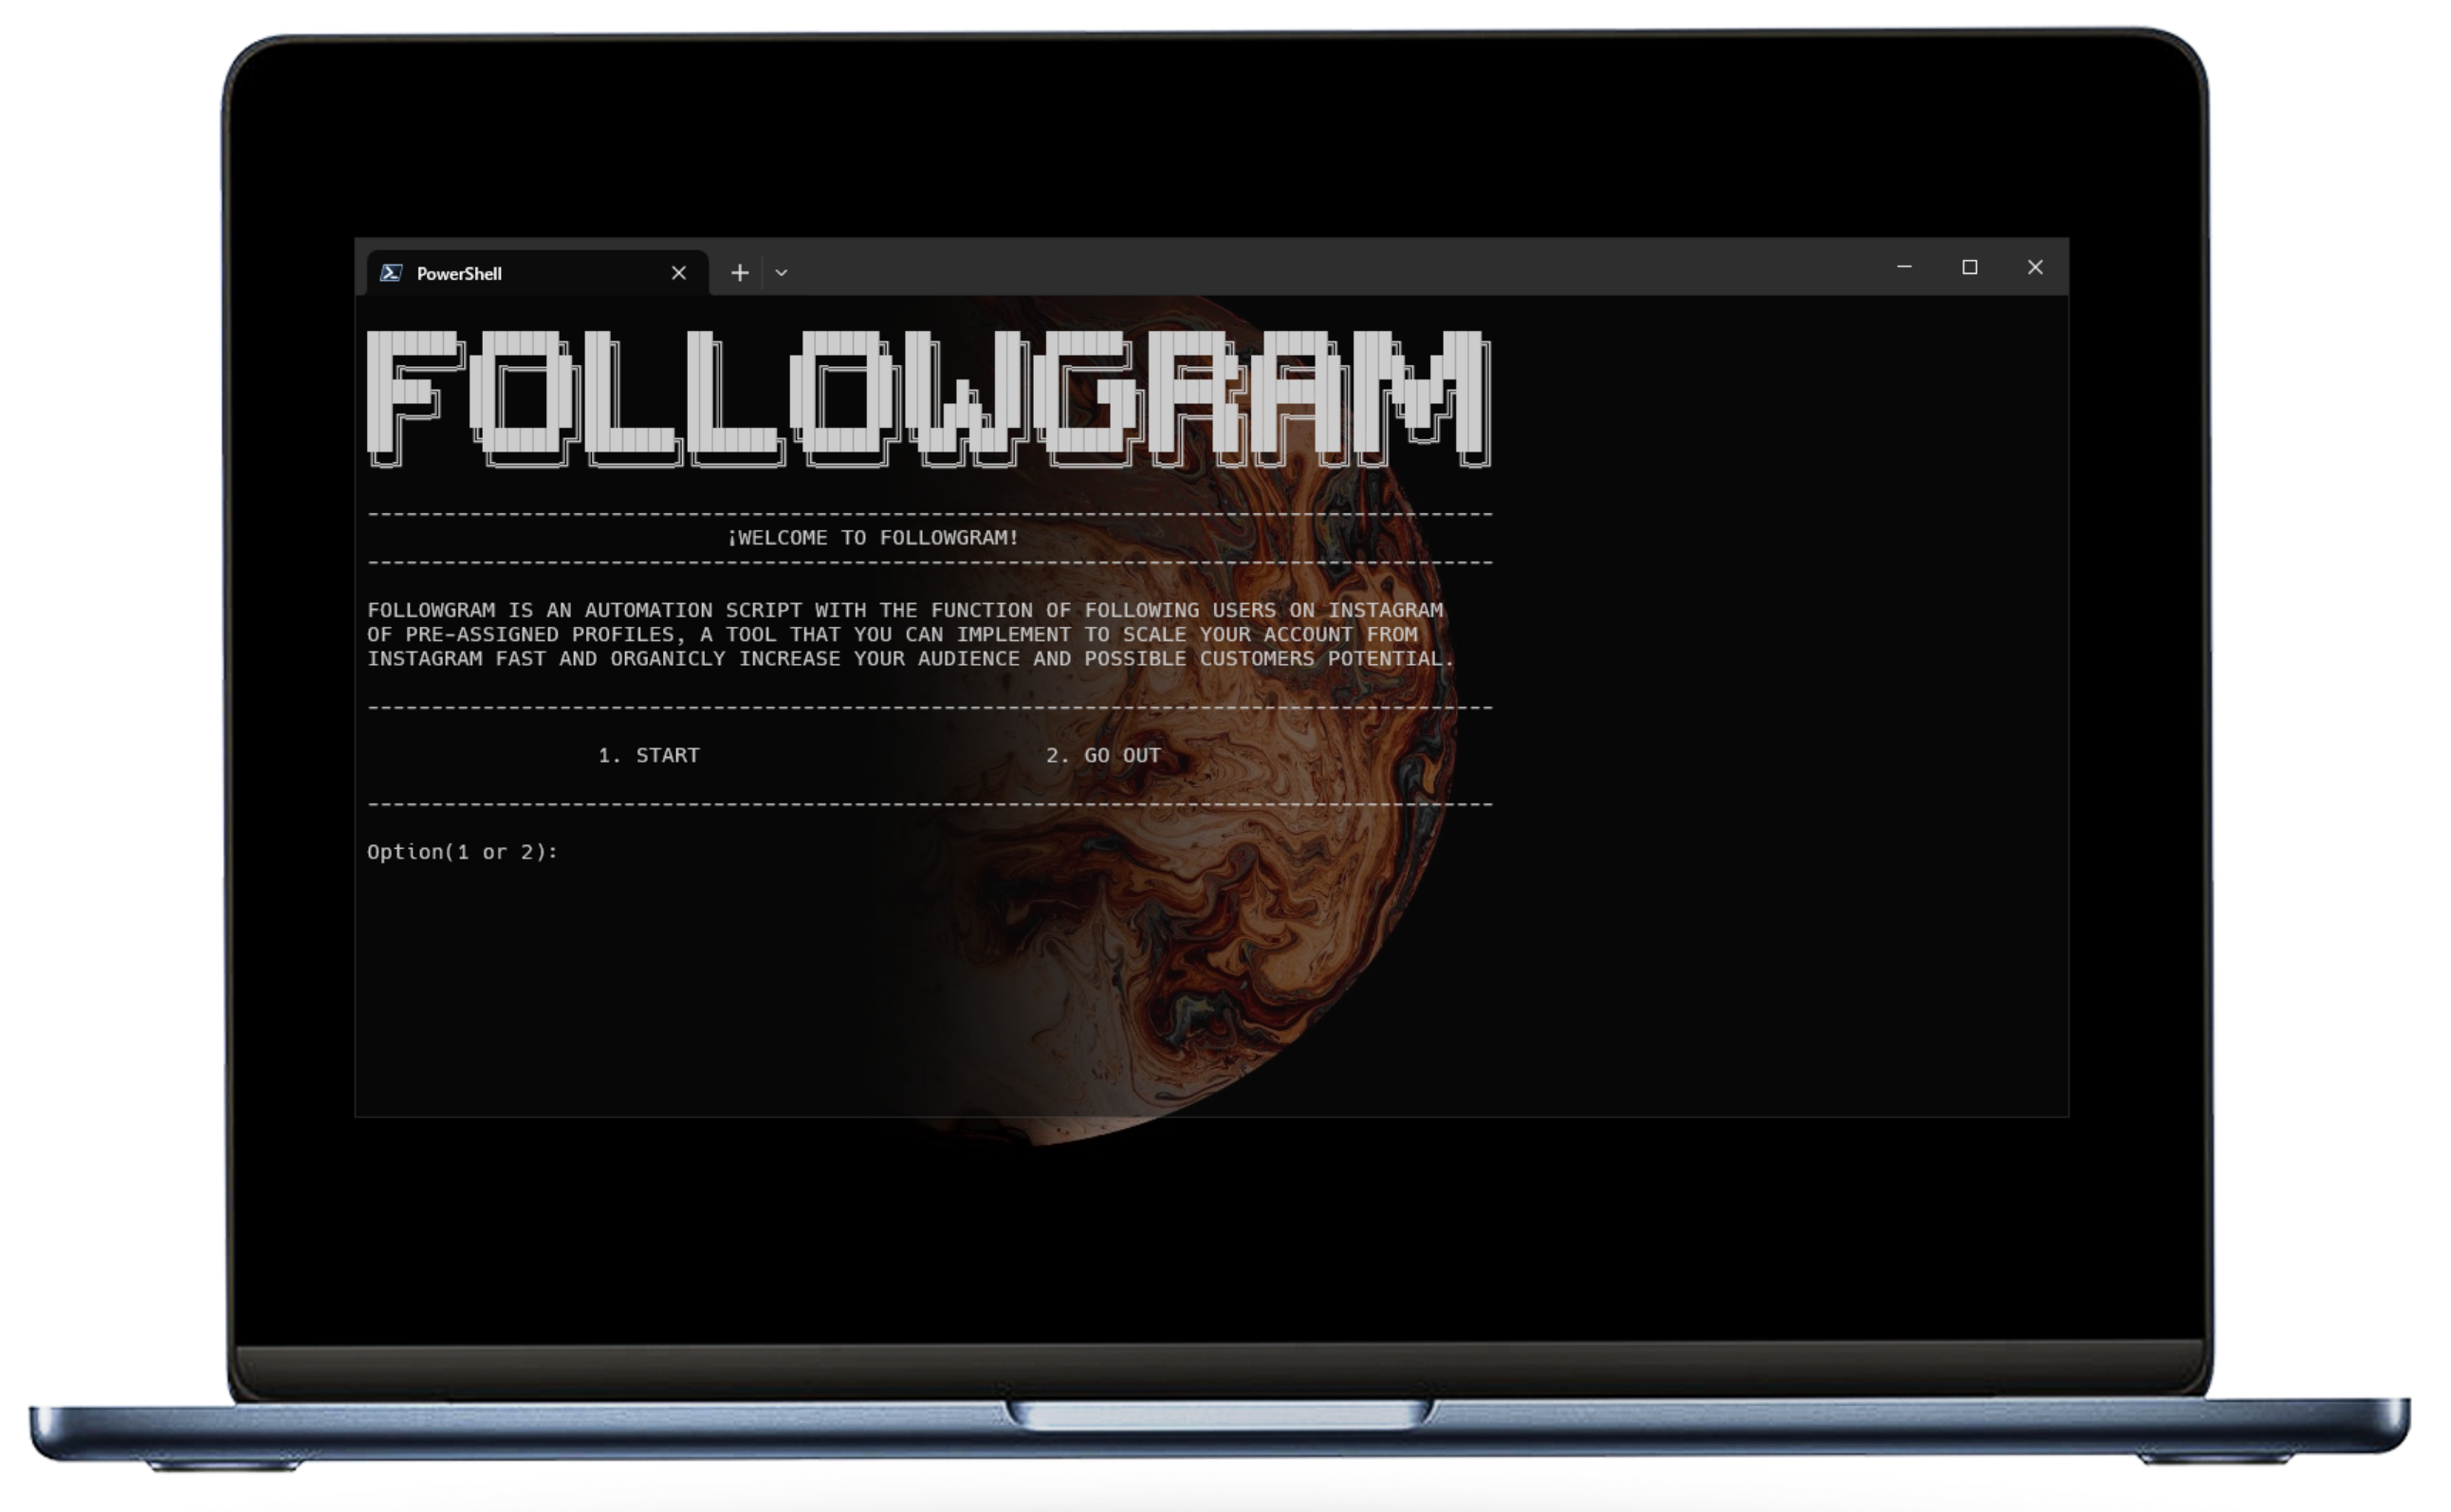 PowerShell
FOLLOWGRAM
¡WELCOME TO FOLLOWGRAM!
FOLLOWGRAM IS AN AUTOMATION SCRIPT WITH THE FUNCTION OF FOLLOWING USERS ON INSTAGRAM
OF PRE-ASSIGNED PROFILES, A TOOL THAT YOU CAN IMPLEMENT TO SCALE YOUR ACCOUNT FROM
INSTAGRAM FAST AND ORGANICLY INCREASE YOUR AUDIENCE AND POSSIBLE CUSTOMERS POTENTIAL.
1. START 2. GO OUT
Option(1 or 2):